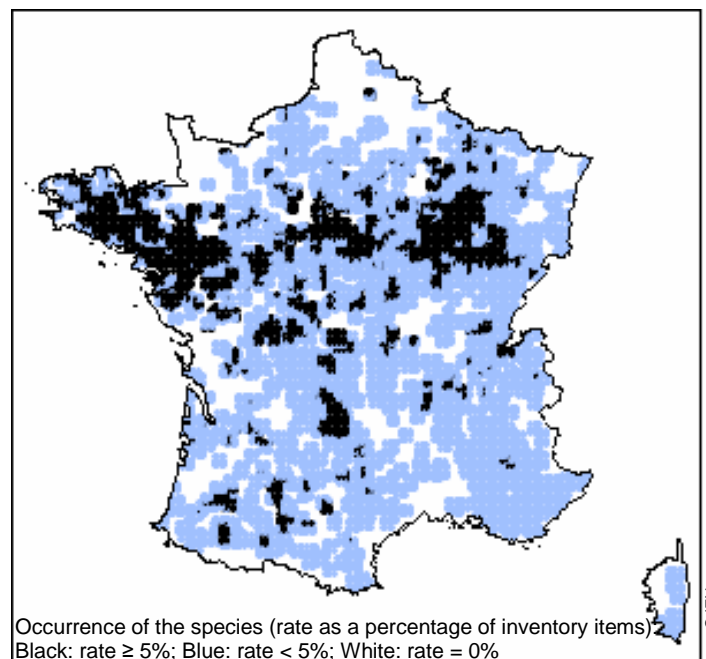 Occurrence of the species (rate as a percentage of inventory items)
Black: rate ≥ 5%; Blue: rate < 5%; White: rate = 0%